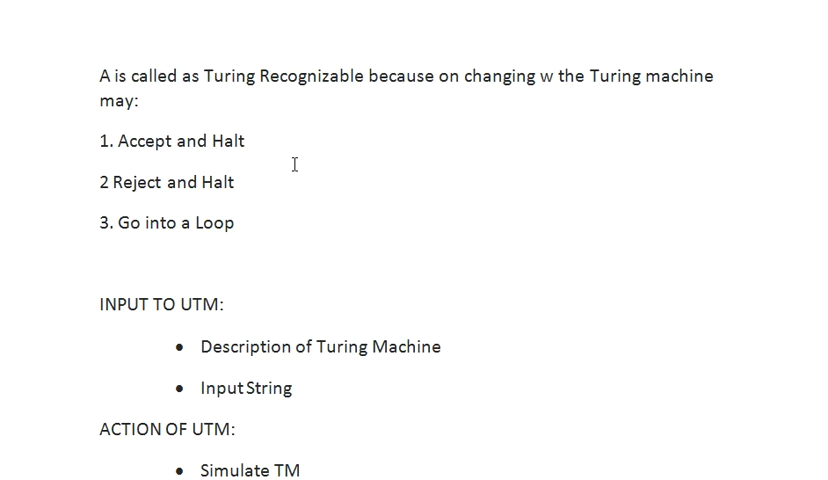 A is called as Turing Recognizable because on changing w the Turing machine
may:
1. Accept and Halt
2 Reject and Halt
3. Go into a Loop
INPUT TO UTM:
• Description of Turing Machine
• Input String
ACTION OF UTM:
• Simulate TM